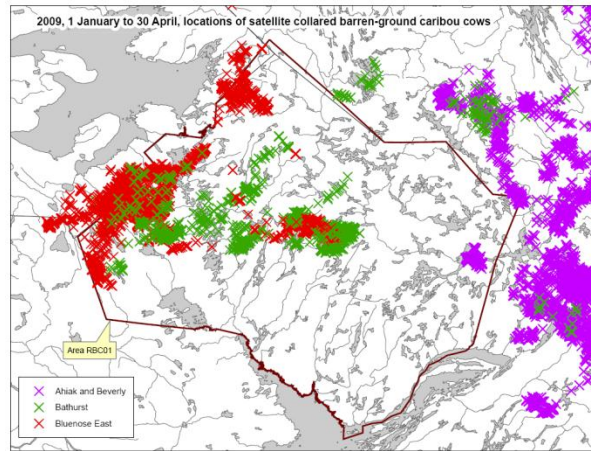 2009, 1 January to 30 April, locations of satellite collared barren-ground caribou cows
Area RBC01
Ahiak and Beverly
Bathurst
Bluenose East